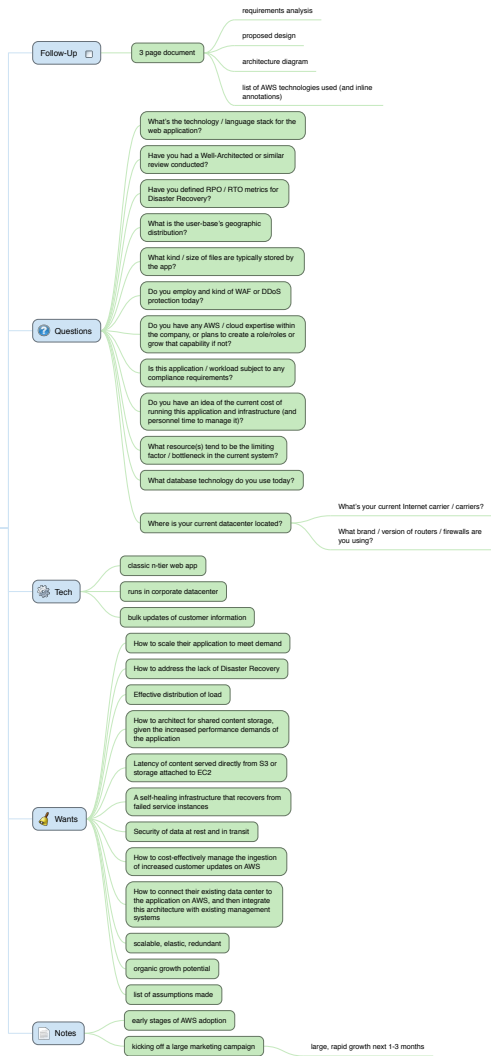 requirements analysis
proposed design
Follow-Up
3 page document
architecture diagram
list of AWS technologies used (and inline
annotations)
What's the technology / language stack for the
web application?
Have you had a Well-Architected or similar
review conducted?
Have you defined RPO / RTO metrics for
Disaster Recovery?
What is the user-base's geographic
distribution?
What kind / size of files are typically stored by
the app?
Do you employ and kind of WAF or DDoS
protection today?
Questions
Do you have any AWS / cloud expertise within
the company, or plans to create a role/roles or
grow that capability if not?
Is this application / workload subject to any
compliance requirements?
Do you have an idea of the current cost of
running this application and infrastructure (and
personnel time to manage it)?
What resource(s) tend to be the limiting
factor / bottleneck in the current system?
What database technology do you use today?
Where is your current datacenter located?
What's your current Internet carrier / carriers?
What brand / version of routers / firewalls are
you using?
Tech
classic n-tier web app
runs in corporate datacenter
bulk updates of customer information
How to scale their application to meet demand
How to address the lack of Disaster Recovery
Effective distribution of load
How to architect for shared content storage,
given the increased performance demands of
the application
Latency of content served directly from S3 or
storage attached to EC2
A self-healing infrastructure that recovers from
failed service instances
Wants
Security of data at rest and in transit
How to cost-effectively manage the ingestion
of increased customer updates on AWS
How to connect their existing data center to
the application on AWS, and then integrate
this architecture with existing management
systems
scalable, elastic, redundant
organic growth potential
list of assumptions made
Notes
early stages of AWS adoption
kicking off a large marketing campaign
large, rapid growth next 1-3 months